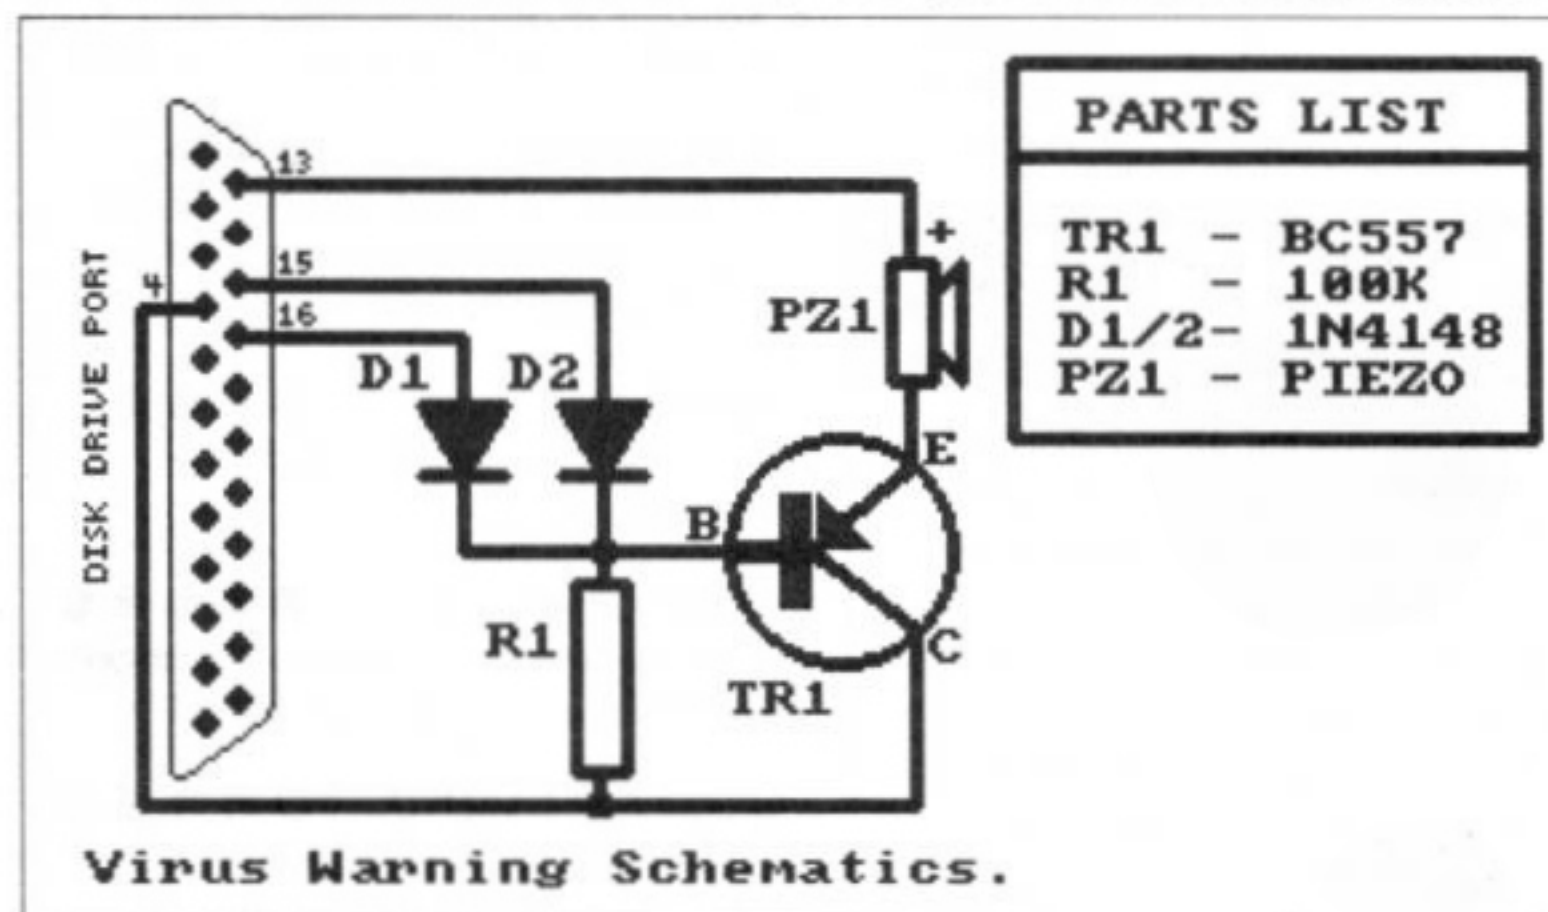 PARTS LIST
TR1 - BC557
R1 - 100K
D1/2- 1N4148
PZ1 - PIEZO
13
15
4
16
DISK DRIVE PORT
D1
D2
+
PZ1
E
B
C
R1
TR1
Virus Warning Schematics.